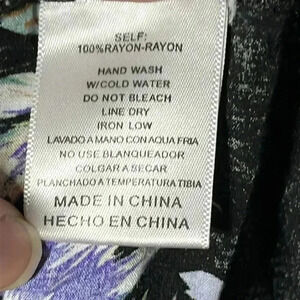 SELF:
100%RAYON-RAYON
HAND WASH
W/COLD WATER
DO NOT BLEACH
LINE DRY
IRON LOW
LAVADO A MANO CON AQUA FRIA
NO USE BLANQUEADOR
COLGAR A SECAR
PLANCHADO A TEMPERATURA TIBIA
MADE IN CHINA
HECHO EN CHINA